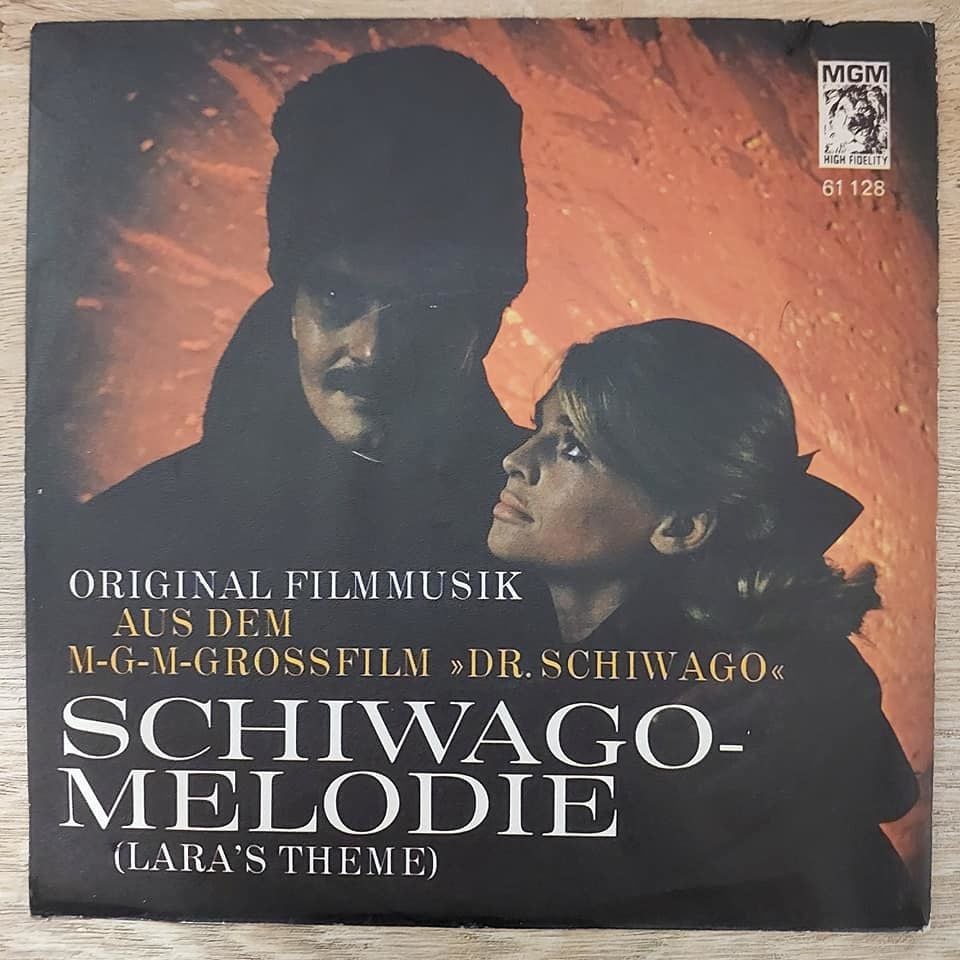 MGM
HIGH FIDELITY
61 128
ORIGINAL FILMMUSIK
AUS DEM
M-G-M-GROSSFILM »DR. SCHIWAGO«
SCHIWAGO-
MELODIE
(LARA'S THEME)